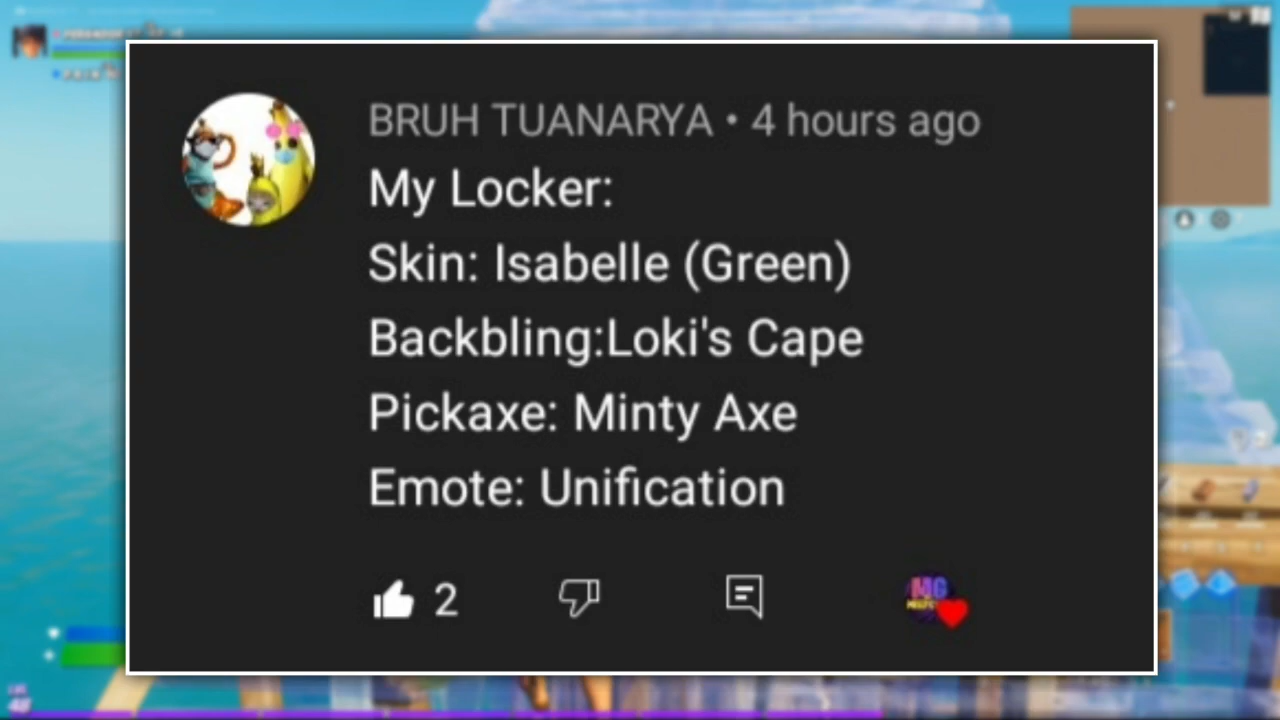 BRUH TUANARYA • 4 hours ago
My Locker:
Skin: Isabelle (Green)
Backbling:Loki's Cape
Pickaxe: Minty Axe
Emote: Unification
2